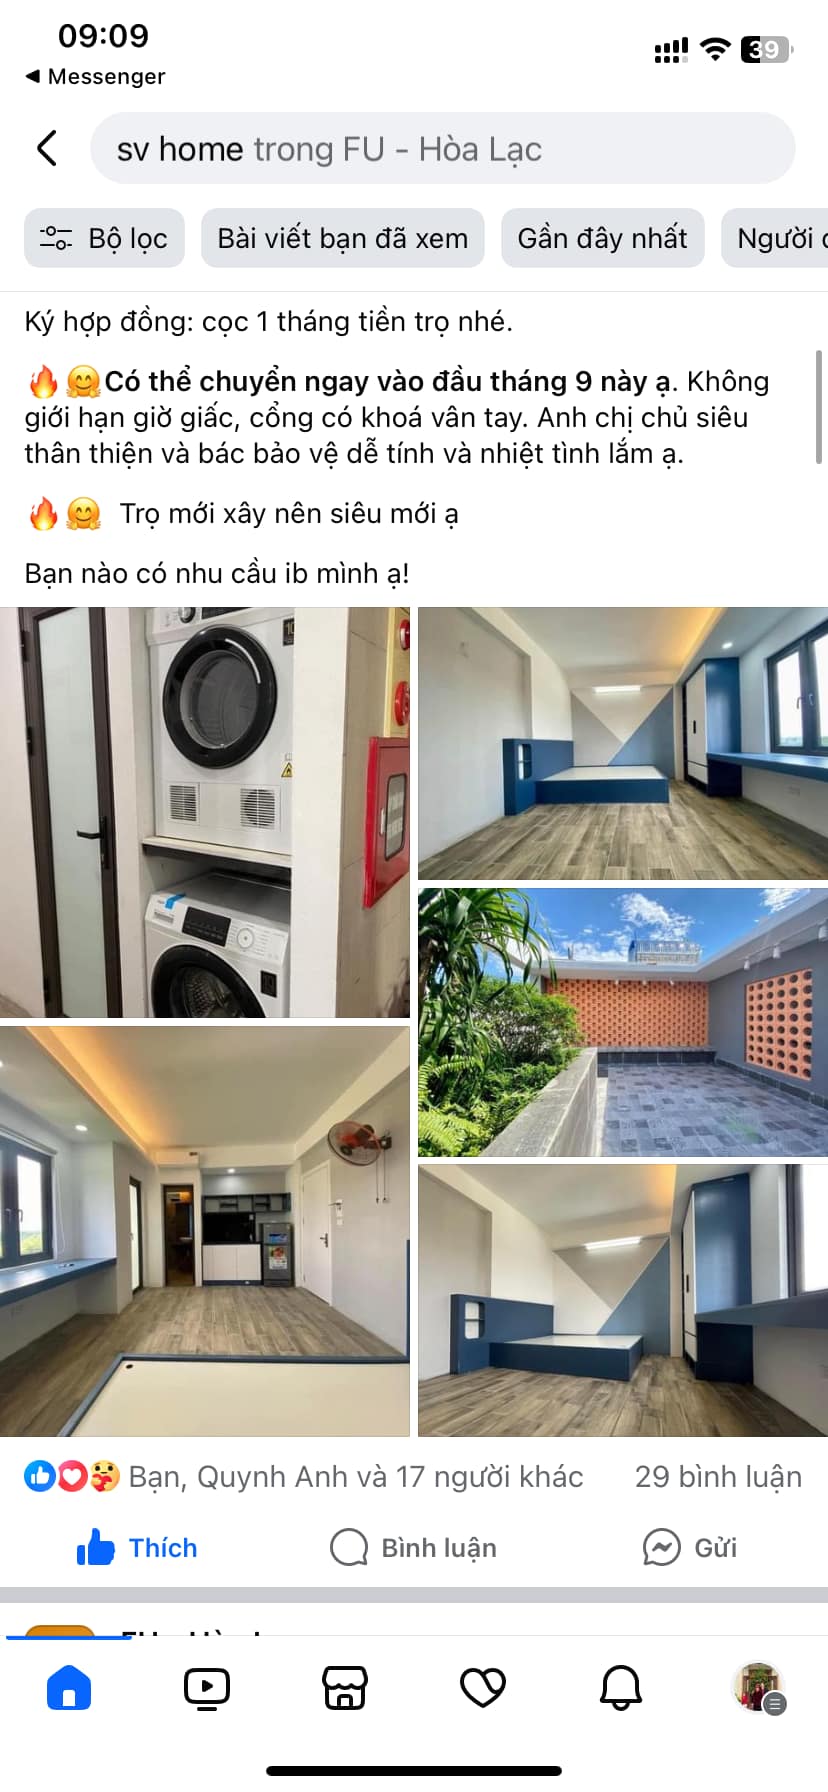 09:09
39
◀ Messenger
sv home trong FU - Hòa Lạc
Bộ lọc
Bài viết bạn đã xem
Gần đây nhất
Người
Ký hợp đồng: cọc 1 tháng tiền trọ nhé.
🔥🤗Có thể chuyển ngay vào đầu tháng 9 này ạ. Không
giới hạn giờ giấc, cổng có khoá vân tay. Anh chị chủ siêu
thân thiện và bác bảo vệ dễ tính và nhiệt tình lắm ạ.
🔥🤗 Trọ mới xây nên siêu mới ạ
Bạn nào có nhu cầu ib mình ạ!
Bạn, Quynh Anh và 17 người khác
29 bình luận
Thích
Bình luận
Gửi